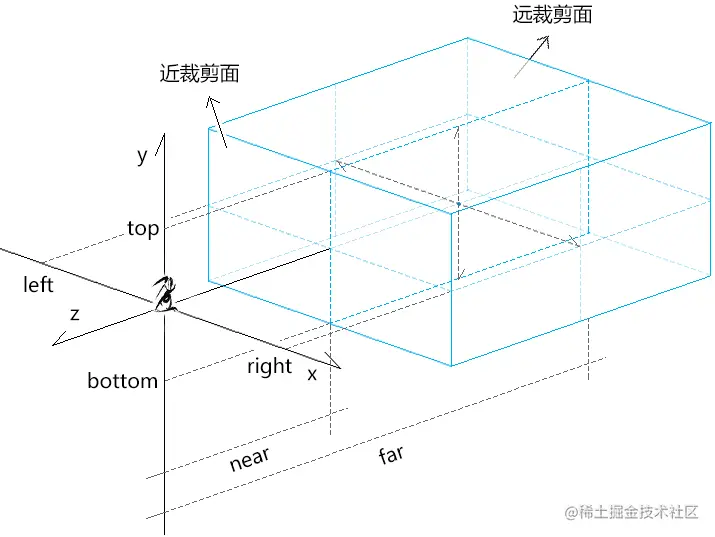 远裁剪面
近裁剪面
y
top
left
z
right
x
bottom
near
far
@稀土掘金技术社区